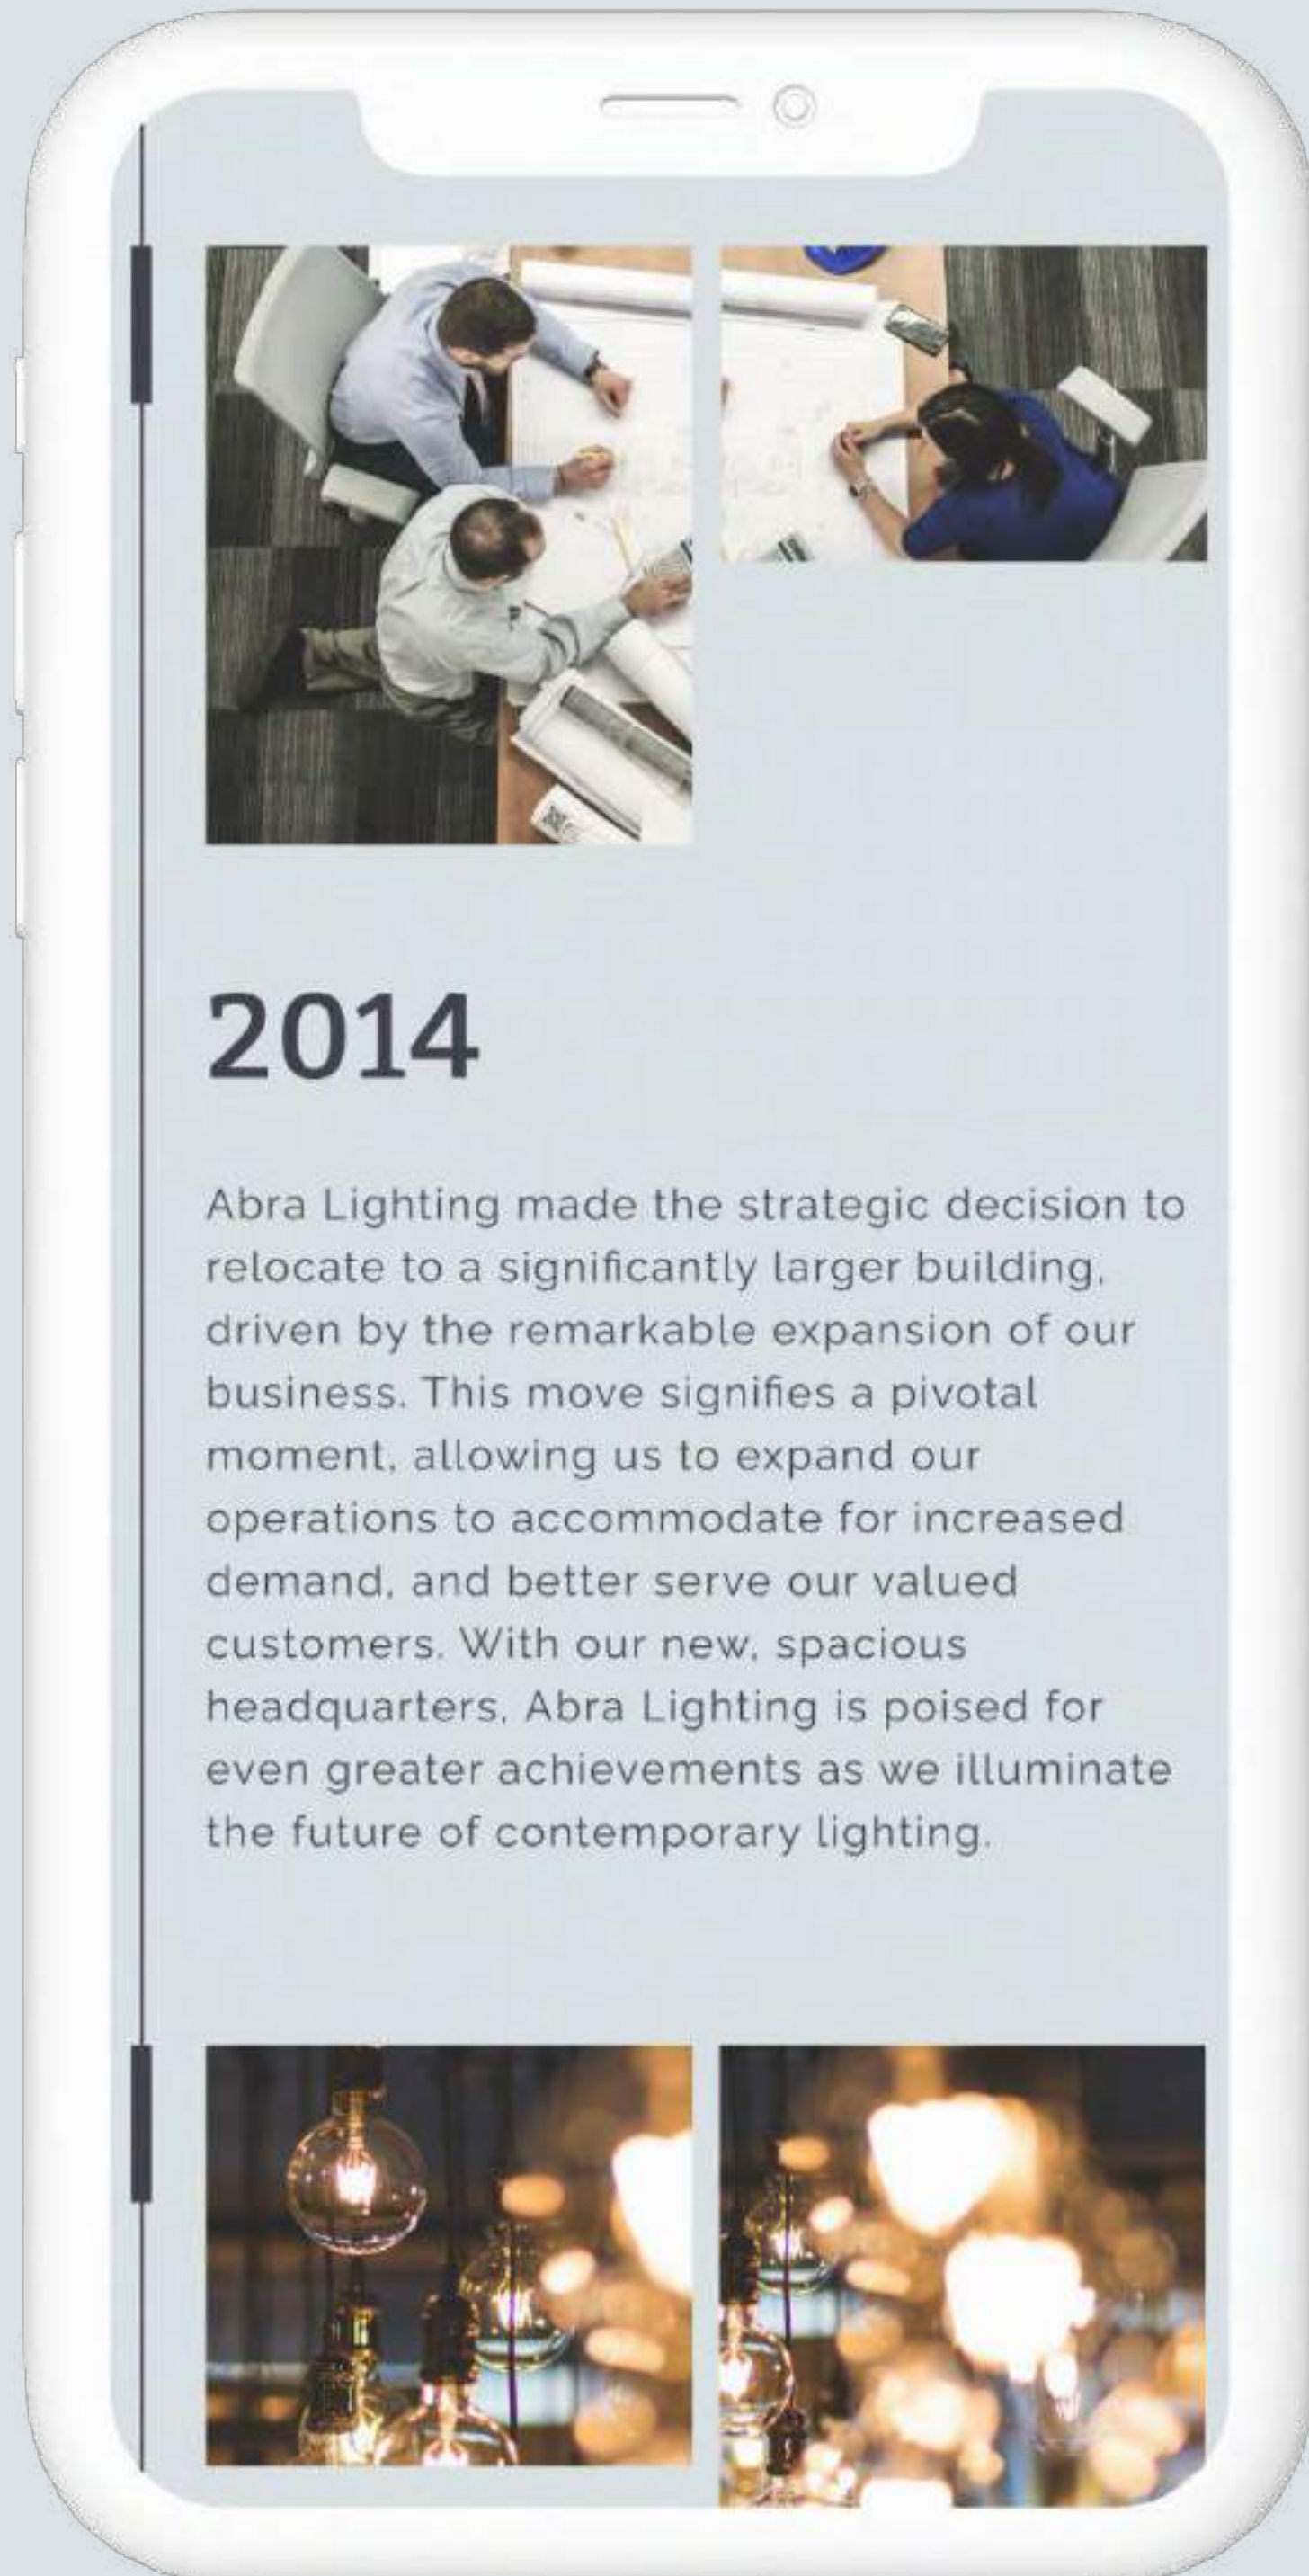 2014
Abra Lighting made the strategic decision to
relocate to a significantly larger building,
driven by the remarkable expansion of our
business. This move signifies a pivotal
moment, allowing us to expand our
operations to accommodate for increased
demand, and better serve our valued
customers. With our new, spacious
headquarters, Abra Lighting is poised for
even greater achievements as we illuminate
the future of contemporary lighting.